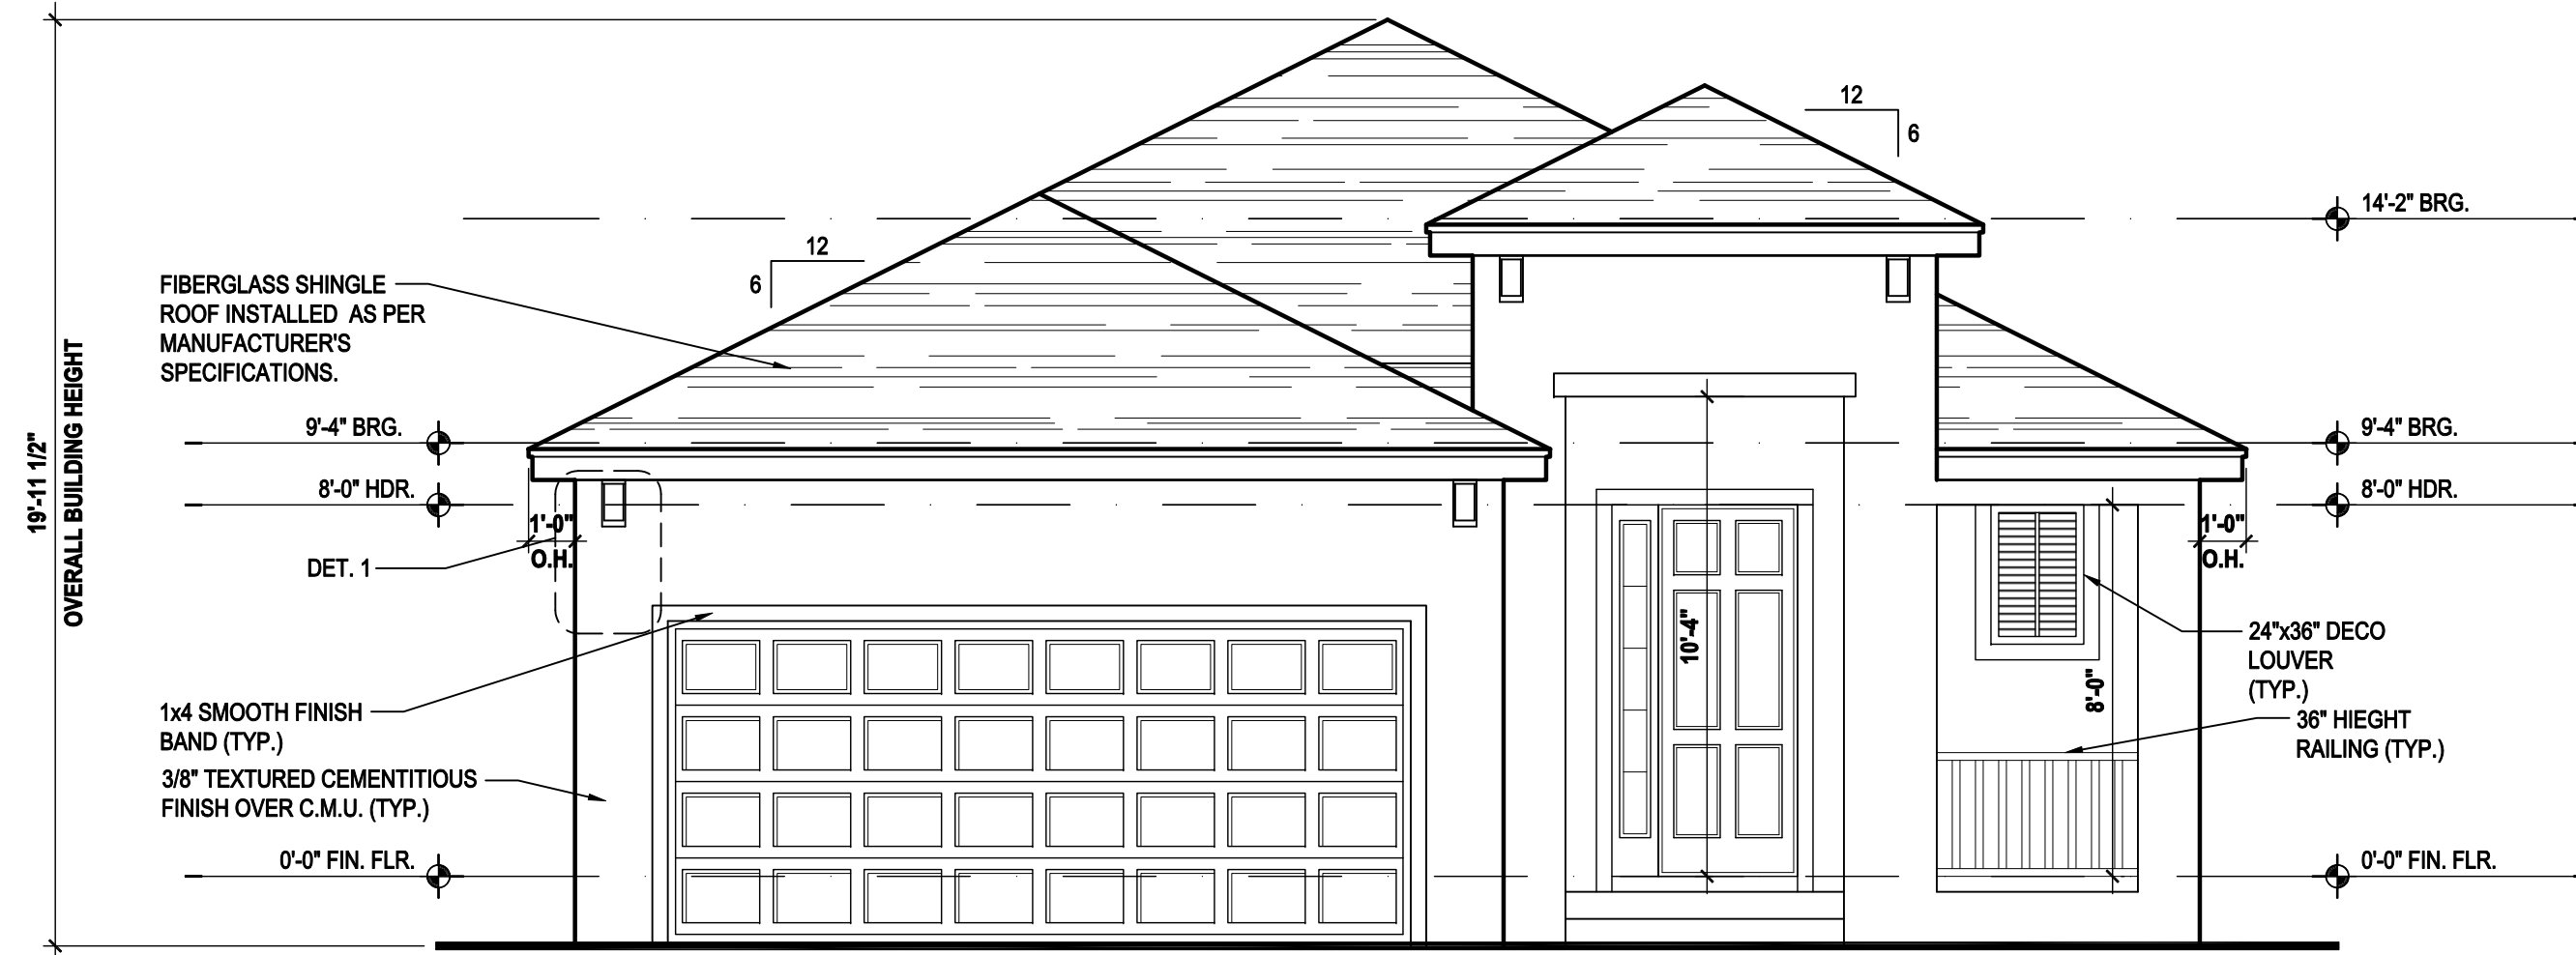 12
6
14'-2" BRG.
12
6
FIBERGLASS SHINGLE
ROOF INSTALLED AS PER
MANUFACTURER'S
SPECIFICATIONS.
19'-11 1/2"
OVERALL BUILDING HEIGHT
9'-4" BRG.
9'-4" BRG.
8'-0" HDR.
8'-0" HDR.
1'-0"
O.H.
1'-0"
O.H.
DET. 1
10'-4"
24"x36" DECO
LOUVER
(TYP.)
8'-0"
1x4 SMOOTH FINISH
BAND (TYP.)
36" HIEGHT
RAILING (TYP.)
3/8" TEXTURED CEMENTITIOUS
FINISH OVER C.M.U. (TYP.)
0'-0" FIN. FLR.
0'-0" FIN. FLR.